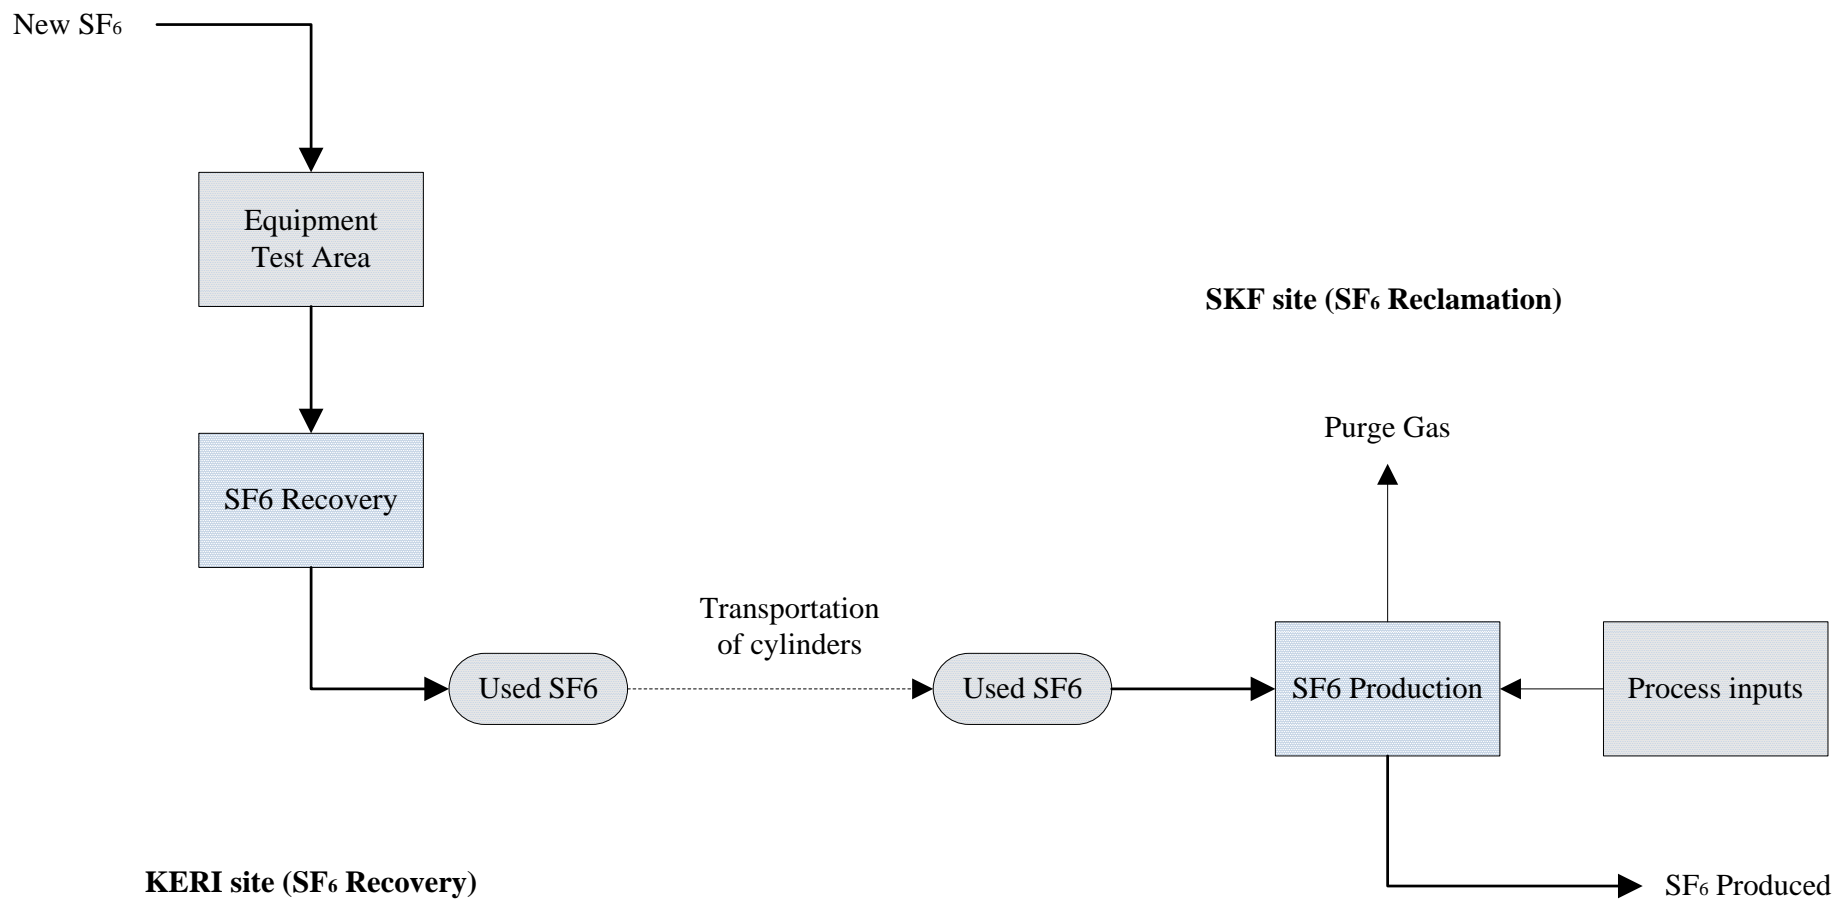 New SF₆
Equipment
Test Area
SKF site (SF₆ Reclamation)
Purge Gas
SF6 Recovery
Transportation
of cylinders
Used SF6
Used SF6
SF6 Production
Process inputs
KERI site (SF₆ Recovery)
SF₆ Produced